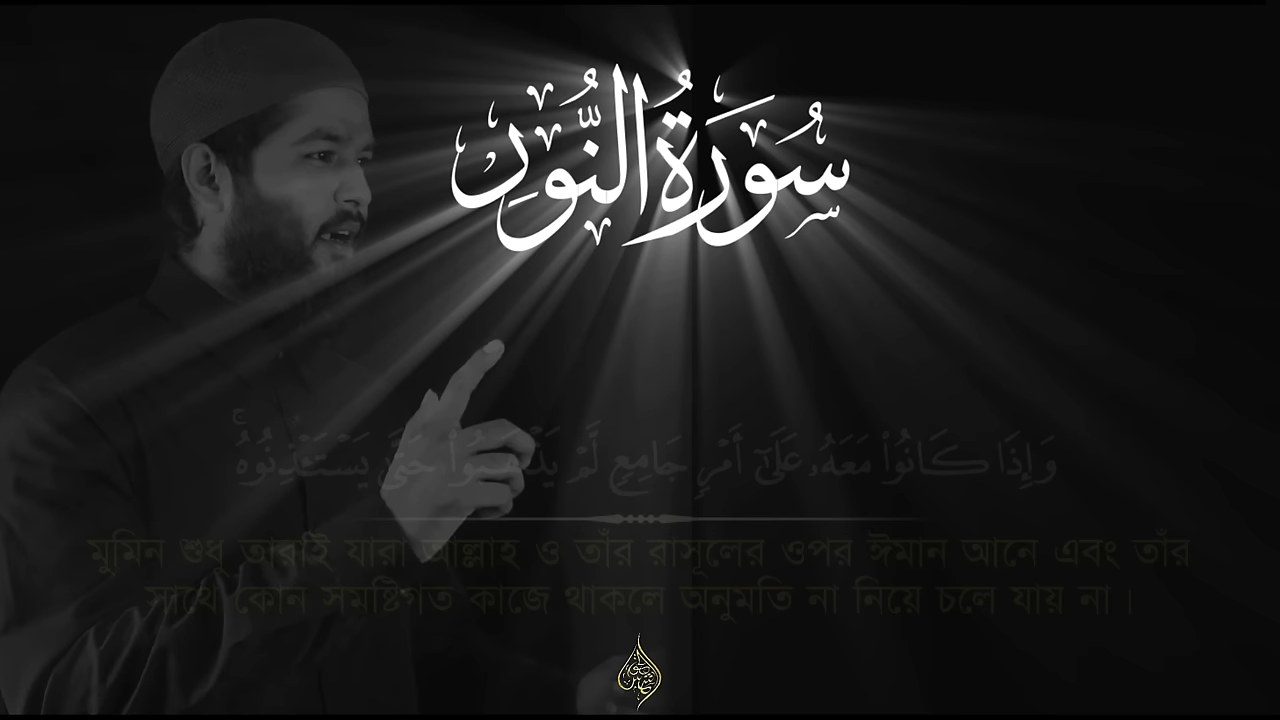 سُورَةُ النُّورِ
وَإِذَا كَانُوا۟ مَعَهُۥ عَلَىٰٓ أَمْرٍ جَامِعٍ لَّمْ يَذْهَبُوا۟ حَتَّىٰ يَسْتَـْٔذِنُوهُ ۚ
মুমিন শুধু তারাই যারা আল্লাহ ও তাঁর রাসূলের ওপর ঈমান আনে এবং তাঁর
সাথে কোন সমষ্টিগত কাজে থাকলে অনুমতি না নিয়ে চলে যায় না।